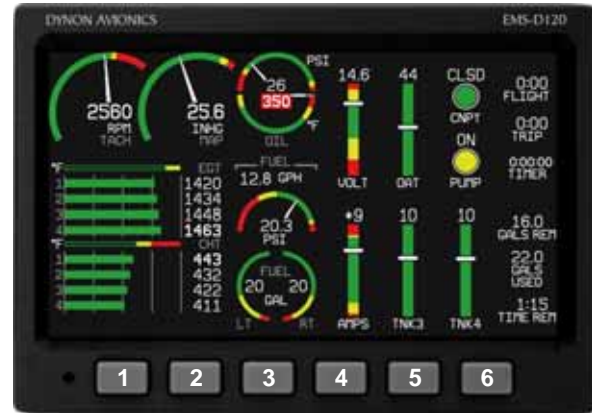 DYNON AVIONICS
EMS-D120
2560
RPM
TACH
25.6
INHG
MAP
PSI
26
350
°F
OIL
14.6
VOLT
44
OAT
CLSD
CNPT
ON
PUMP
0:00
FLIGHT
0:00
TRIP
0:00:00
TIMER
°F EGT
1 1420
2 1434
3 1448
4 1463
°F CHT
1 443
2 432
3 422
4 411
FUEL
12.8 GPH
20.3
PSI
FUEL
20 20
GAL
LT RT
+9
AMPS
10
TNK3
10
TNK4
16.0
GALS REM
22.0
GALS
USED
1:15
TIME REM
1 2 3 4 5 6